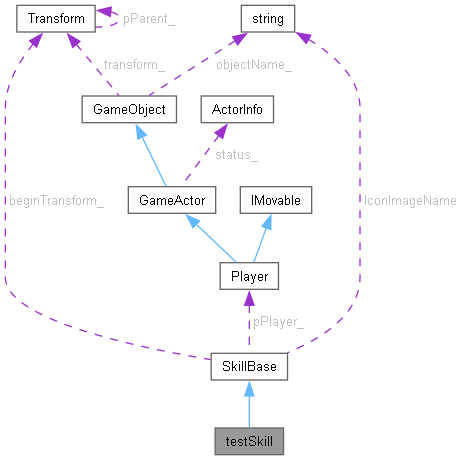 Transform
pParent_
string
transform_
objectName_
GameObject
ActorInfo
status_
beginTransform_
GameActor
IMovable
IconImageName
Player
pPlayer_
SkillBase
testSkill